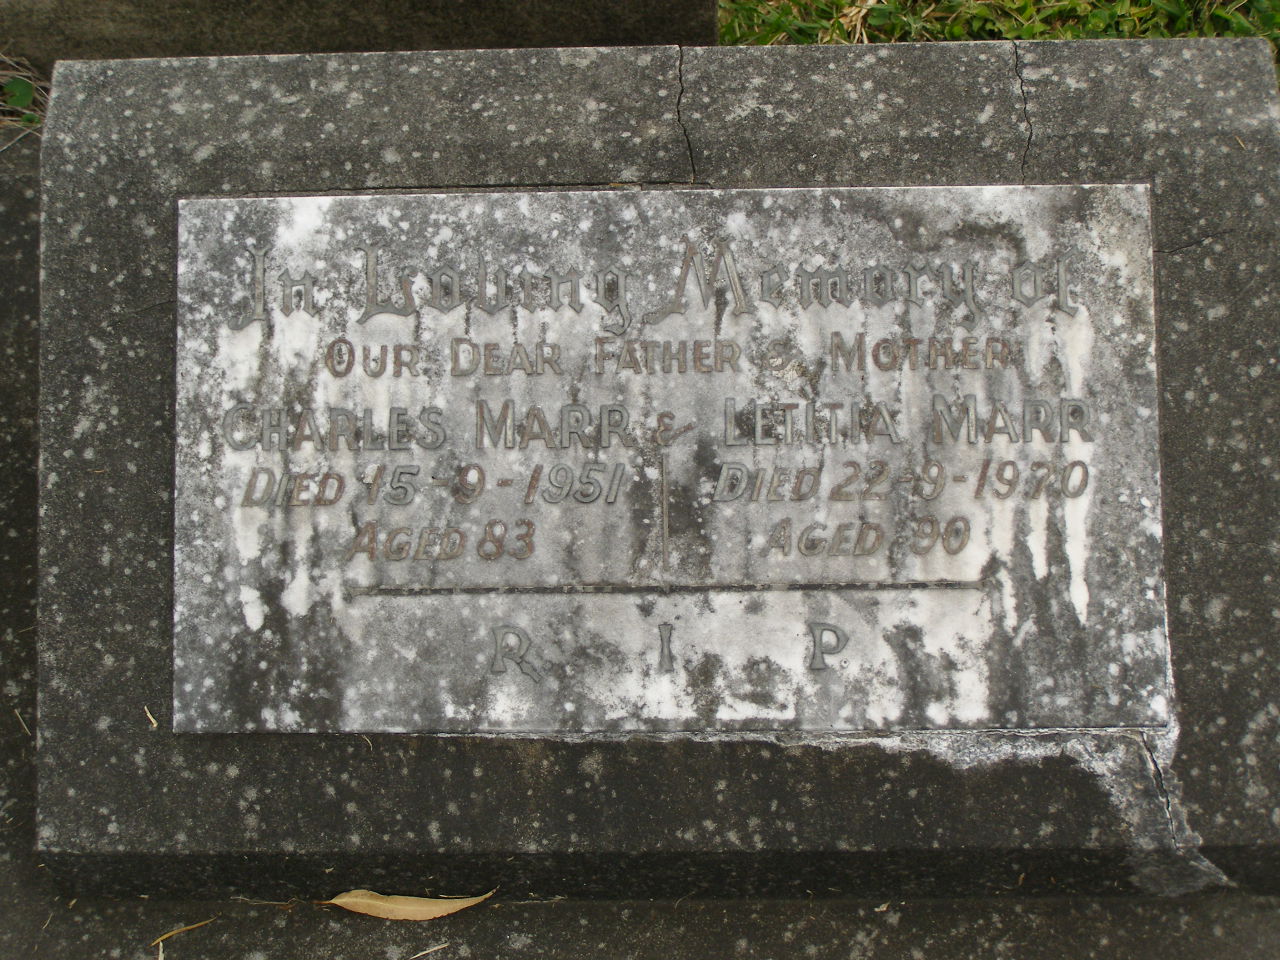 In Loving Memory of
OUR DEAR FATHER & MOTHER
CHARLES MARR & LETITIA MARR
DIED 15-9-1951 DIED 22-9-1970
AGED 83 AGED 90
R I P